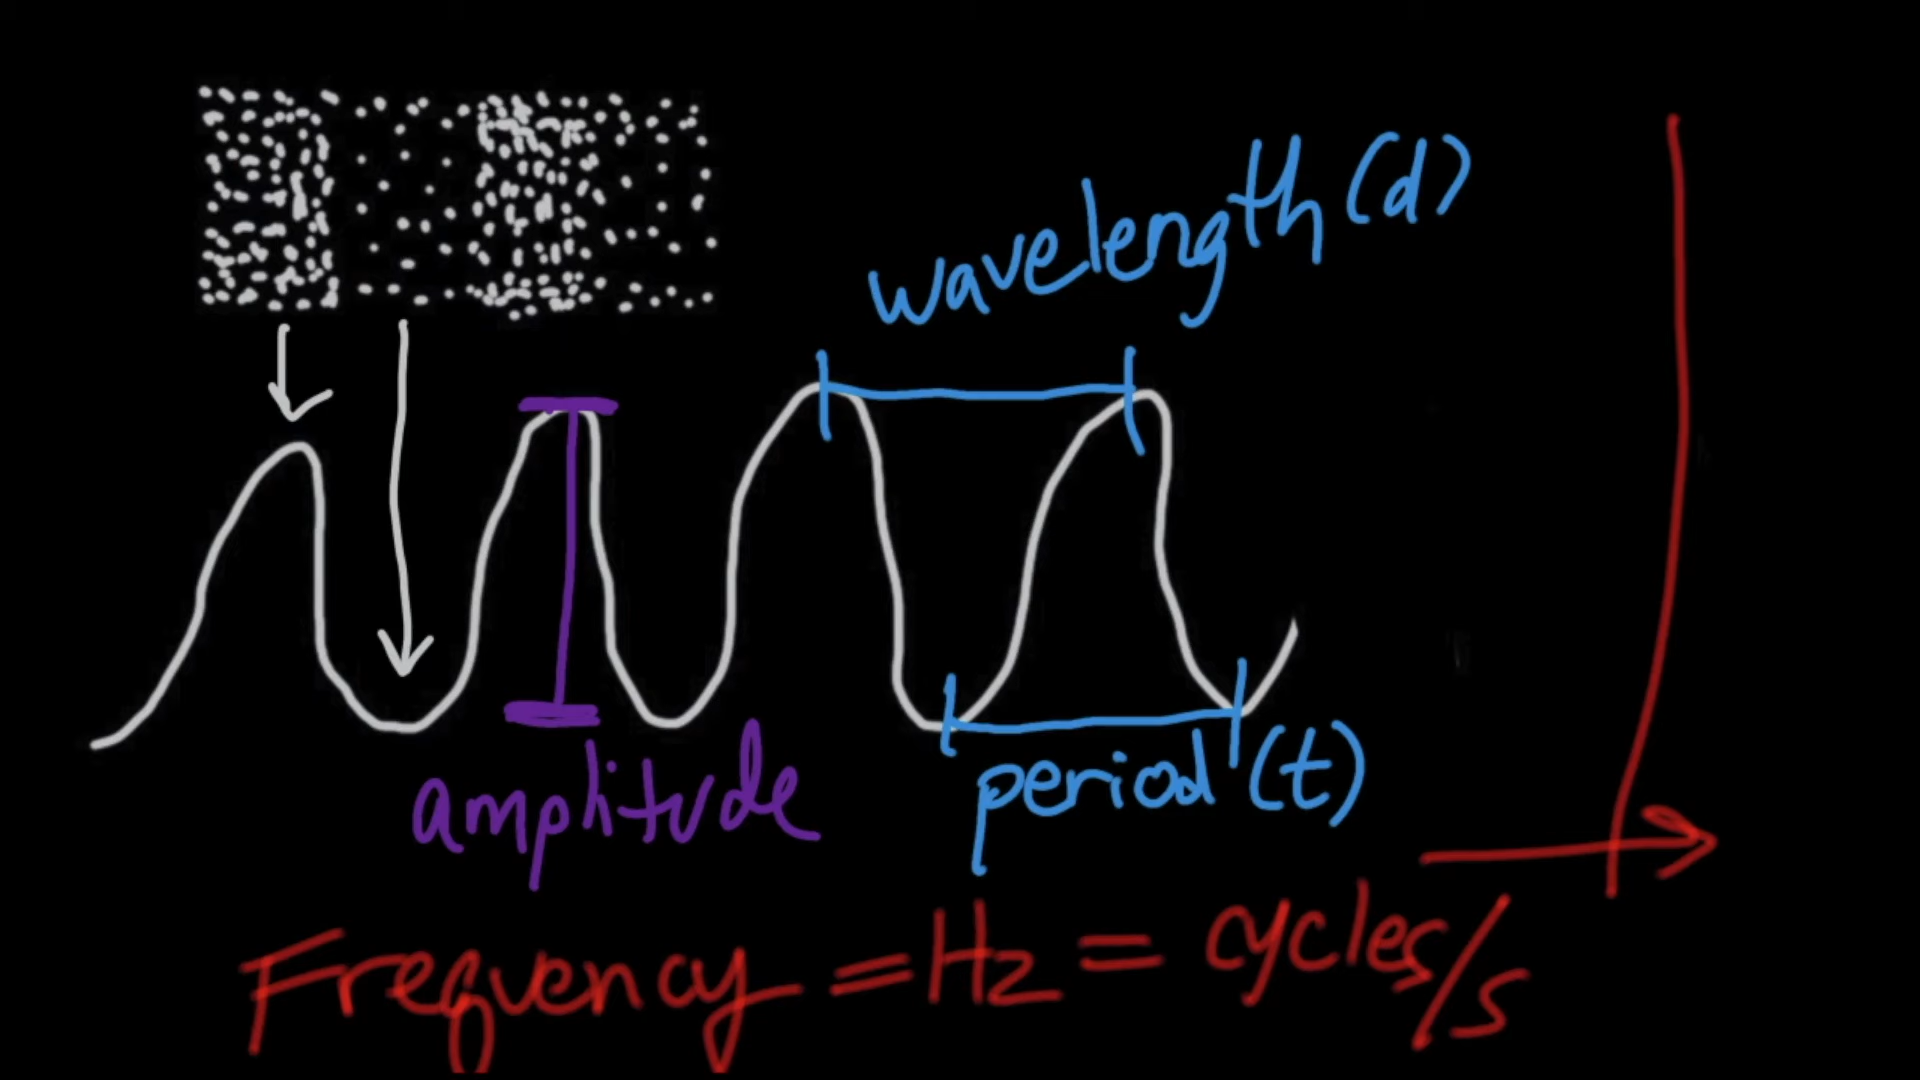 wavelength (d)
amplitude
period (t)
Frequency = Hz = cycles/s